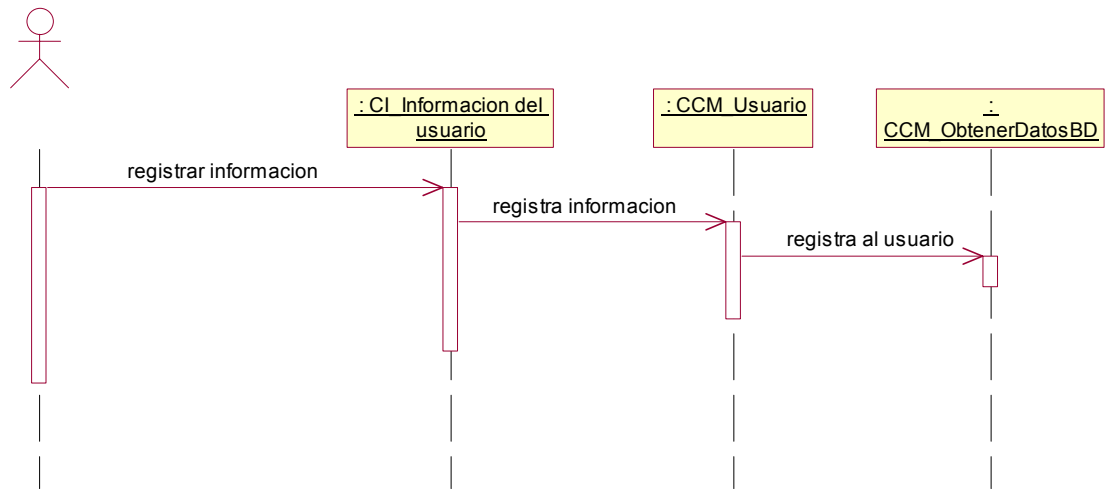 : CI_Informacion del
usuario
: CCM_Usuario
:
CCM_ObtenerDatosBD
registrar informacion
registra informacion
registra al usuario